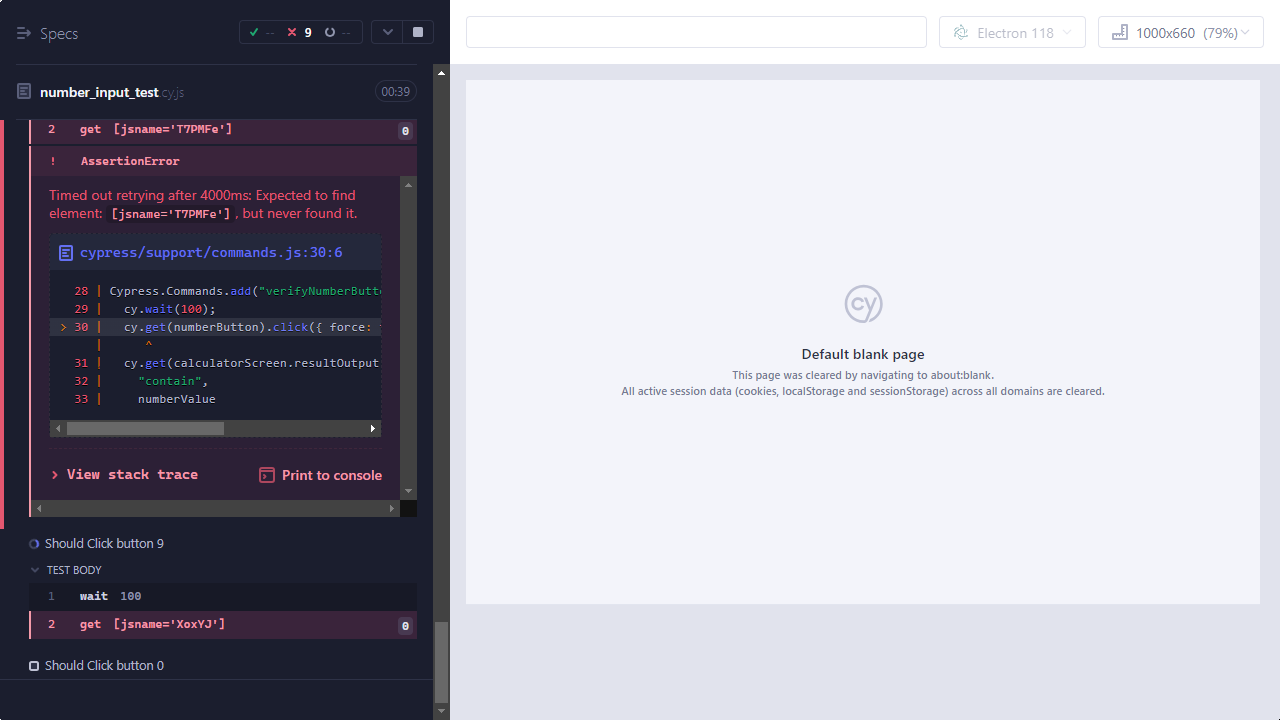 Specs
-- 9 --
Electron 118
1000x660 (79%)
number_input_test.cy.js
00:39
2 get [jsname='T7PMFe'] 0
! AssertionError
Timed out retrying after 4000ms: Expected to find
element: [jsname='T7PMFe'], but never found it.
cypress/support/commands.js:30:6
28 | Cypress.Commands.add("verifyNumberButt
29 | cy.wait(100);
> 30 | cy.get(numberButton).click({ force:
| ^
31 | cy.get(calculatorScreen.resultOutput
32 | "contain",
33 | numberValue
View stack trace
Print to console
Should Click button 9
TEST BODY
1 wait 100
2 get [jsname='XoxYJ'] 0
Should Click button 0
cy
Default blank page
This page was cleared by navigating to about:blank.
All active session data (cookies, localStorage and sessionStorage) across all domains are cleared.